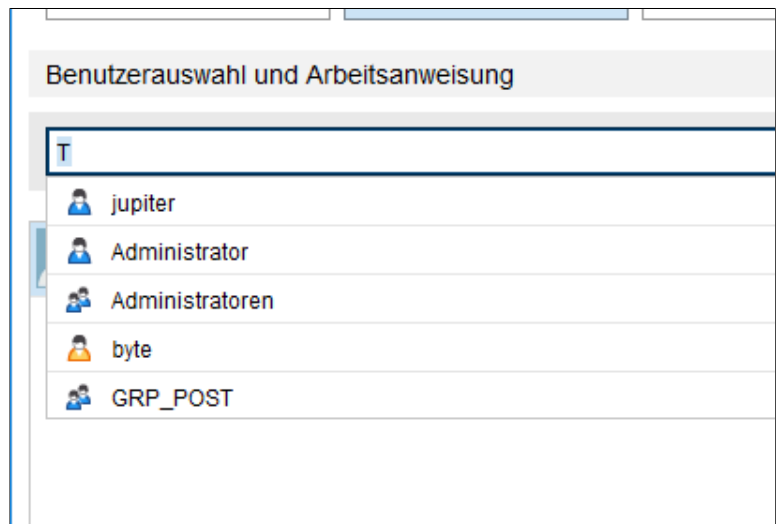 Benutzerauswahl und Arbeitsanweisung
T
jupiter
Administrator
Administratoren
byte
GRP_POST